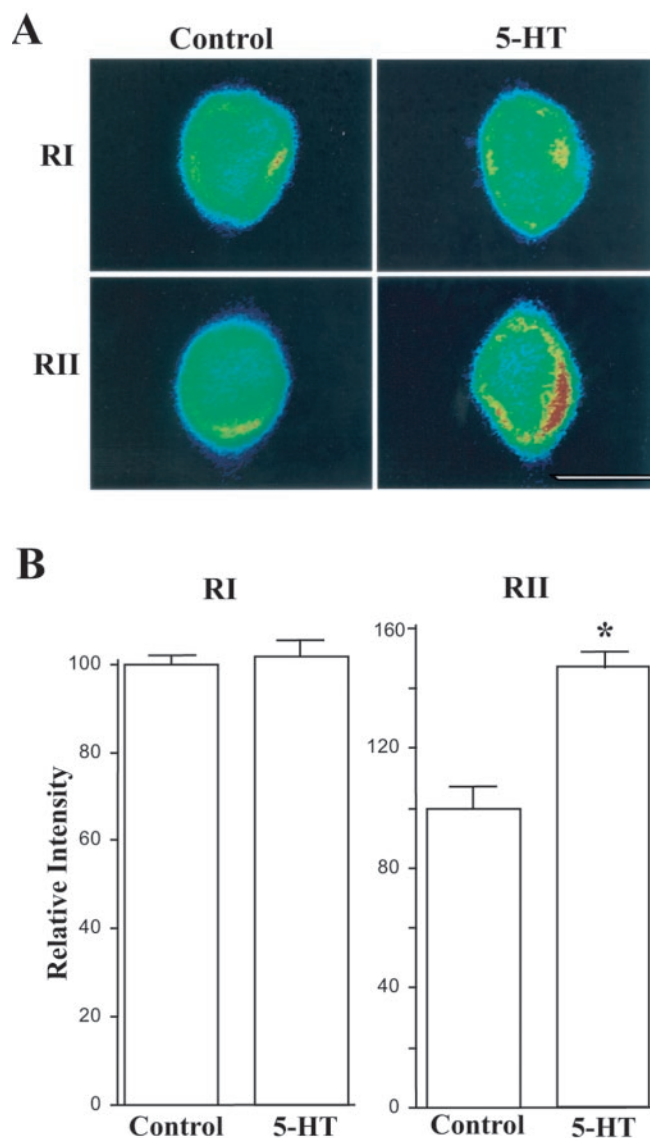 A
Control 5-HT
RI
RII
B
RI RII
Relative Intensity
100
80
60
40
20
0
160
120
80
40
0
*
Control 5-HT Control 5-HT